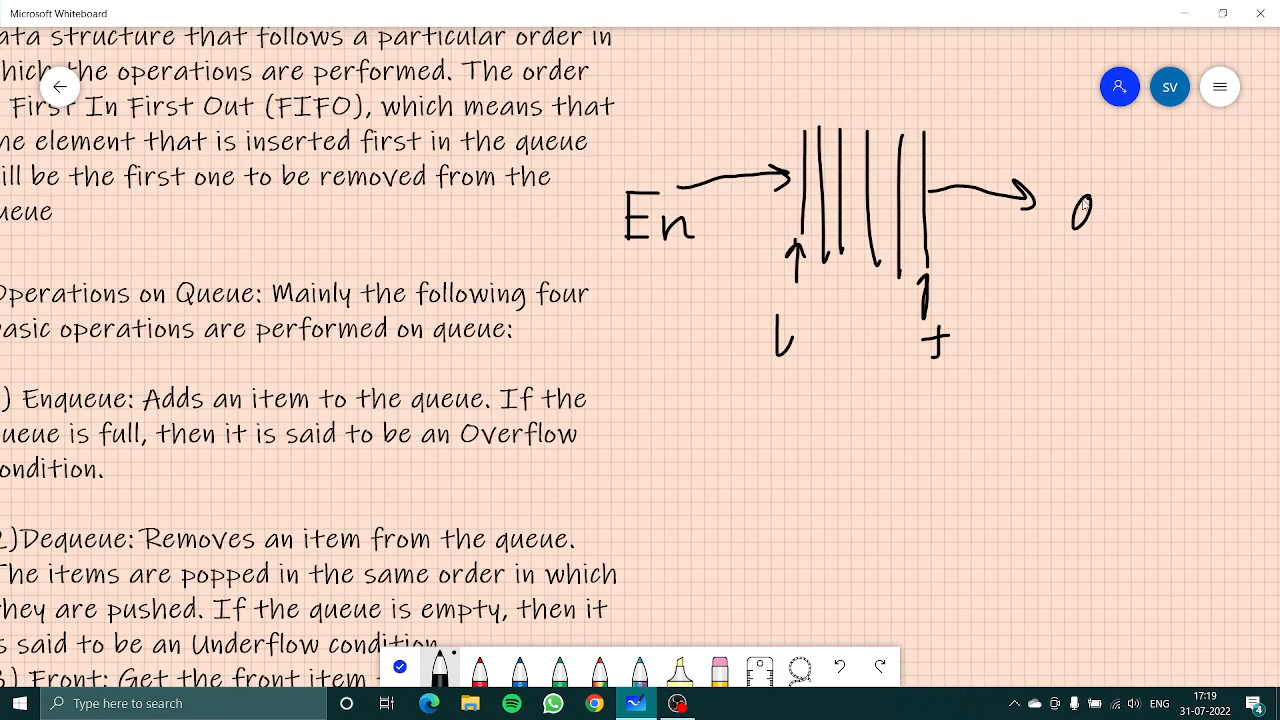 Microsoft Whiteboard
ata structure that follows a particular order in
hich the operations are performed. The order
First In First Out (FIFO), which means that
he element that is inserted first in the queue
ill be the first one to be removed from the
ueue
Operations on Queue: Mainly the following four
basic operations are performed on queue:
) Enqueue: Adds an item to the queue. If the
ueue is full, then it is said to be an Overflow
ondition.
2)Dequeue: Removes an item from the queue.
The items are popped in the same order in which
they are pushed. If the queue is empty, then it
s said to be an Underflow condition.
3) Front: Get the front item
SV
En
Type here to search
ENG
17:19
31-07-2022
4